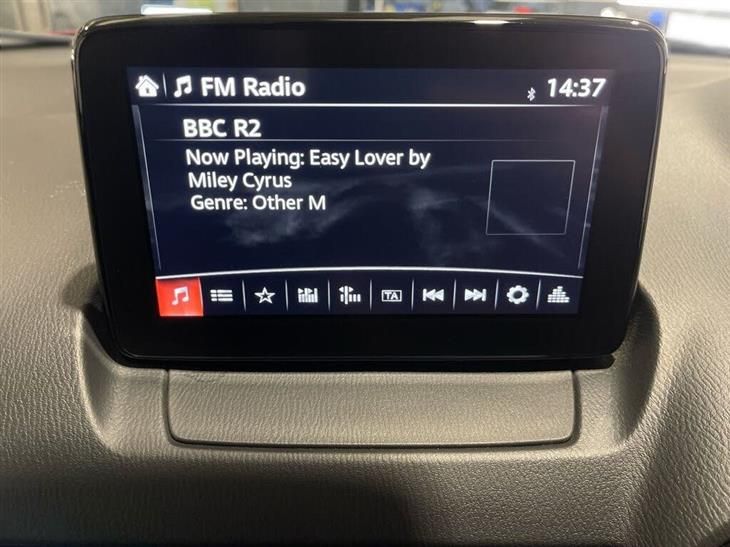 FM Radio 14:37
BBC R2
Now Playing: Easy Lover by
Miley Cyrus
Genre: Other M
TA